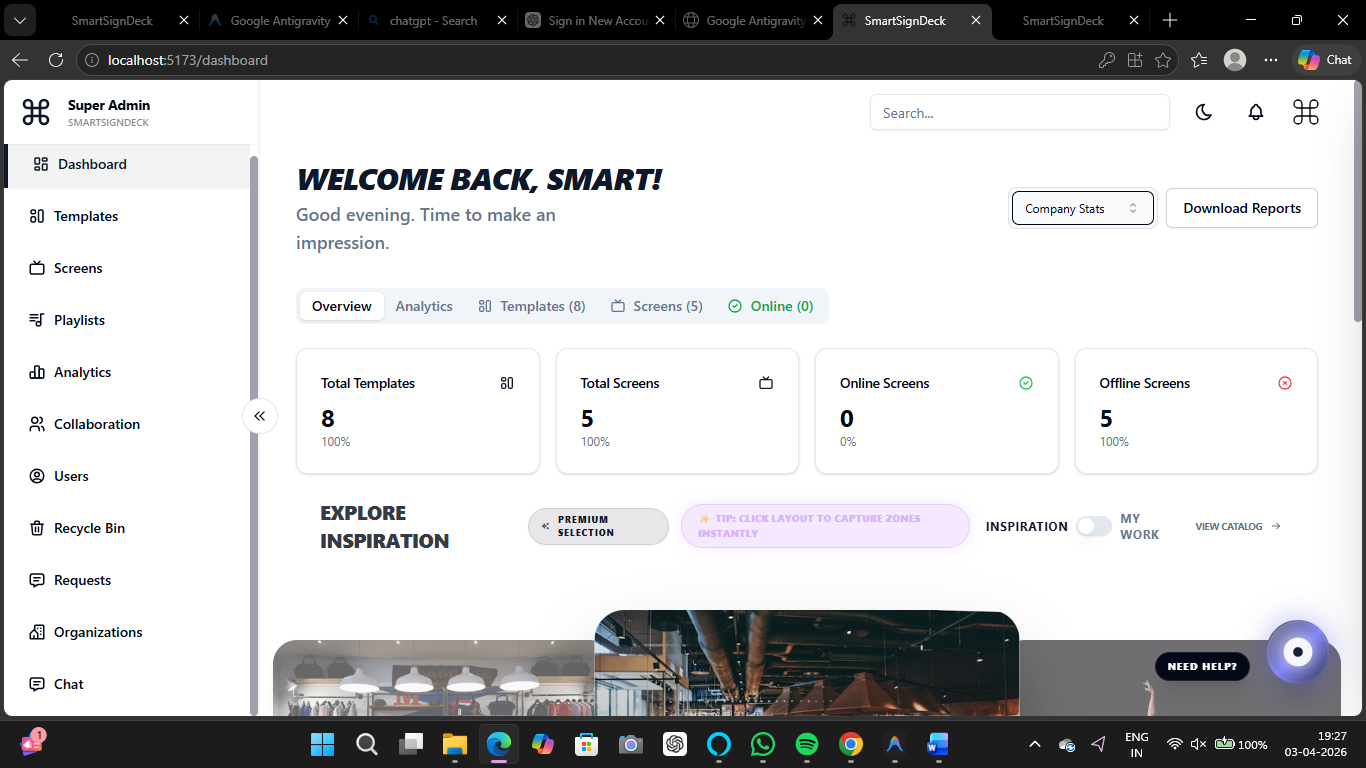 SmartSignDeck
Google Antigravity
chatgpt - Search
Sign in New Accou
Google Antigravity
SmartSignDeck
SmartSignDeck
localhost:5173/dashboard
Chat
Super Admin
SMARTSIGNDECK
Search...
Dashboard
Templates
Screens
Playlists
Analytics
Collaboration
Users
Recycle Bin
Requests
Organizations
Chat
WELCOME BACK, SMART!
Good evening. Time to make an
impression.
Company Stats
Download Reports
Overview
Analytics
Templates (8)
Screens (5)
Online (0)
Total Templates
8
100%
Total Screens
5
100%
Online Screens
0
0%
Offline Screens
5
100%
EXPLORE
INSPIRATION
PREMIUM
SELECTION
✨ TIP: CLICK LAYOUT TO CAPTURE ZONES
INSTANTLY
INSPIRATION
MY
WORK
VIEW CATALOG →
NEED HELP?
1
ENG
IN
100%
19:27
03-04-2026